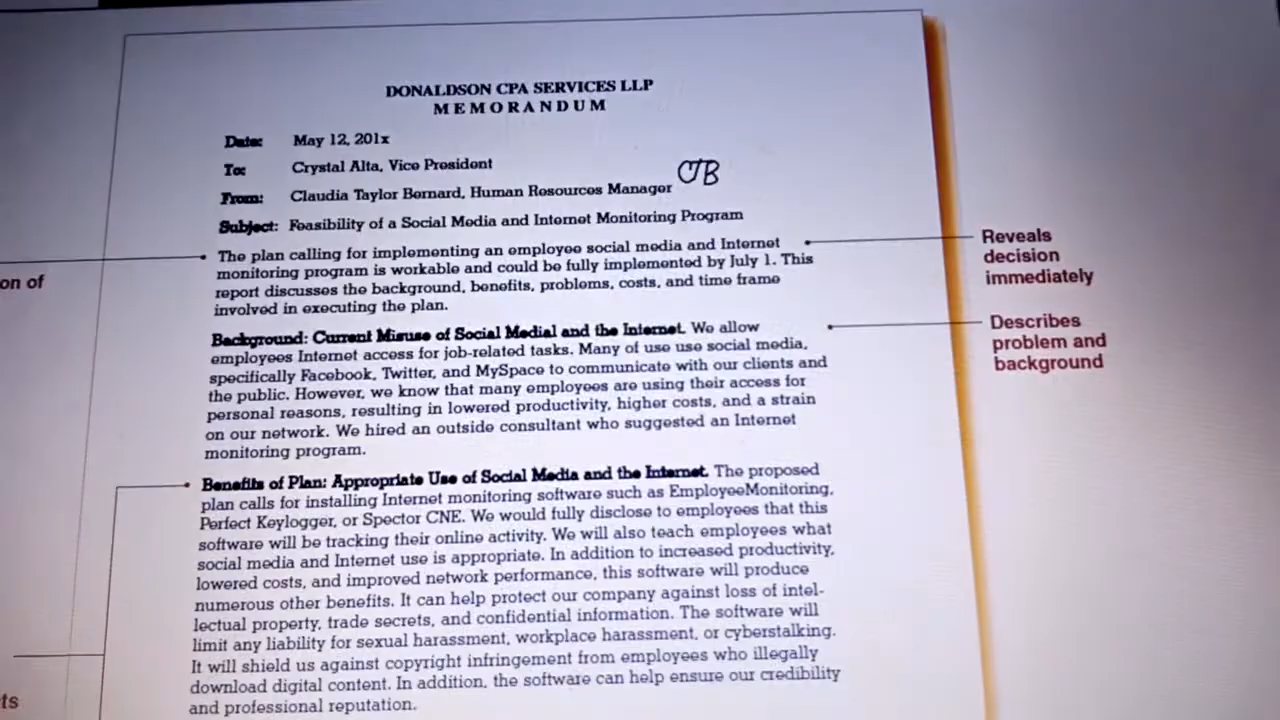 DONALDSON CPA SERVICES LLP
MEMORANDUM
Date: May 12, 201x
To: Crystal Alta, Vice President
From: Claudia Taylor Bernard, Human Resources Manager CTB
Subject: Feasibility of a Social Media and Internet Monitoring Program
The plan calling for implementing an employee social media and Internet
monitoring program is workable and could be fully implemented by July 1. This
report discusses the background, benefits, problems, costs, and time frame
involved in executing the plan.
Background: Current Misuse of Social Medial and the Internet. We allow
employees Internet access for job-related tasks. Many of use use social media,
specifically Facebook, Twitter, and MySpace to communicate with our clients and
the public. However, we know that many employees are using their access for
personal reasons, resulting in lowered productivity, higher costs, and a strain
on our network. We hired an outside consultant who suggested an Internet
monitoring program.
Benefits of Plan: Appropriate Use of Social Media and the Internet. The proposed
plan calls for installing Internet monitoring software such as EmployeeMonitoring,
Perfect Keylogger, or Spector CNE. We would fully disclose to employees that this
software will be tracking their online activity. We will also teach employees what
social media and Internet use is appropriate. In addition to increased productivity,
lowered costs, and improved network performance, this software will produce
numerous other benefits. It can help protect our company against loss of intel-
lectual property, trade secrets, and confidential information. The software will
limit any liability for sexual harassment, workplace harassment, or cyberstalking.
It will shield us against copyright infringement from employees who illegally
download digital content. In addition, the software can help ensure our credibility
and professional reputation.
on of
ts
Reveals
decision
immediately
Describes
problem and
background